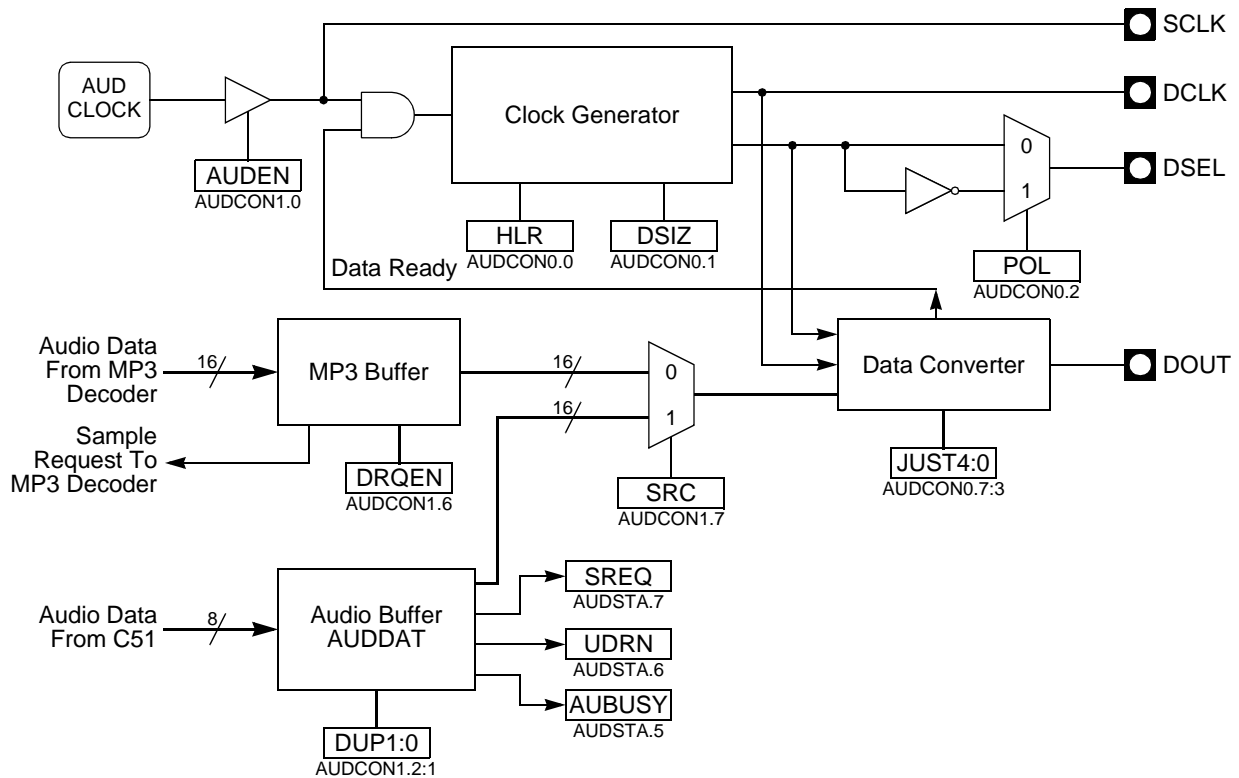 SCLK
AUD
CLOCK
Clock Generator
DCLK
0
1
DSEL
AUDEN
AUDCON1.0
HLR
AUDCON0.0
DSIZ
AUDCON0.1
POL
AUDCON0.2
Data Ready
Audio Data
From MP3
Decoder
16
MP3 Buffer
16
0
16
1
Data Converter
DOUT
Sample
Request To
MP3 Decoder
DRQEN
AUDCON1.6
SRC
AUDCON1.7
JUST4:0
AUDCON0.7:3
Audio Data
From C51
8
Audio Buffer
AUDDAT
SREQ
AUDSTA.7
UDRN
AUDSTA.6
AUBUSY
AUDSTA.5
DUP1:0
AUDCON1.2:1